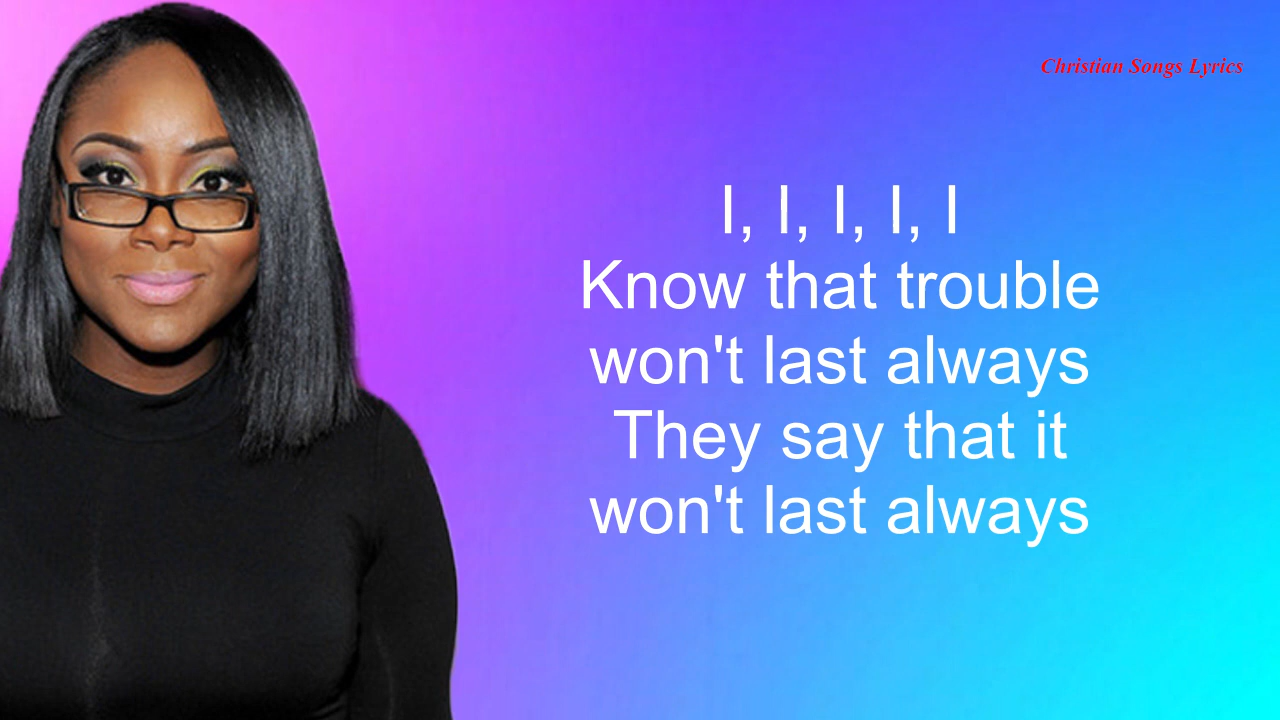 Christian Songs Lyrics
I, I, I, I, I
Know that trouble
won't last always
They say that it
won't last always